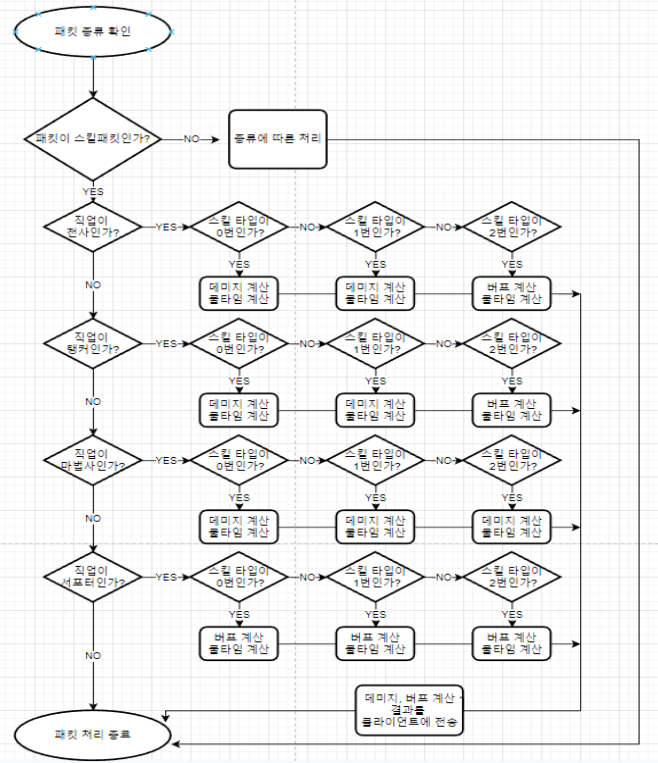 패킷 종류 확인
패킷이 스킬패킷인가?
NO
종류에 따른 처리
YES
직업이
전사인가?
YES
스킬 타입이
0번인가?
NO
스킬 타입이
1번인가?
NO
스킬 타입이
2번인가?
YES
YES
YES
데미지 계산
쿨타임 계산
데미지 계산
쿨타임 계산
버프 계산
쿨타임 계산
NO
직업이
탱커인가?
YES
스킬 타입이
0번인가?
NO
스킬 타입이
1번인가?
NO
스킬 타입이
2번인가?
YES
YES
YES
데미지 계산
쿨타임 계산
데미지 계산
쿨타임 계산
버프 계산
쿨타임 계산
NO
직업이
마법사인가?
YES
스킬 타입이
0번인가?
NO
스킬 타입이
1번인가?
NO
스킬 타입이
2번인가?
YES
YES
YES
데미지 계산
쿨타임 계산
데미지 계산
쿨타임 계산
데미지 계산
쿨타임 계산
NO
직업이
서포터인가?
YES
스킬 타입이
0번인가?
NO
스킬 타입이
1번인가?
NO
스킬 타입이
2번인가?
YES
YES
YES
버프 계산
쿨타임 계산
버프 계산
쿨타임 계산
버프 계산
쿨타임 계산
NO
데미지, 버프 계산
결과를
클라이언트에 전송
패킷 처리 종료